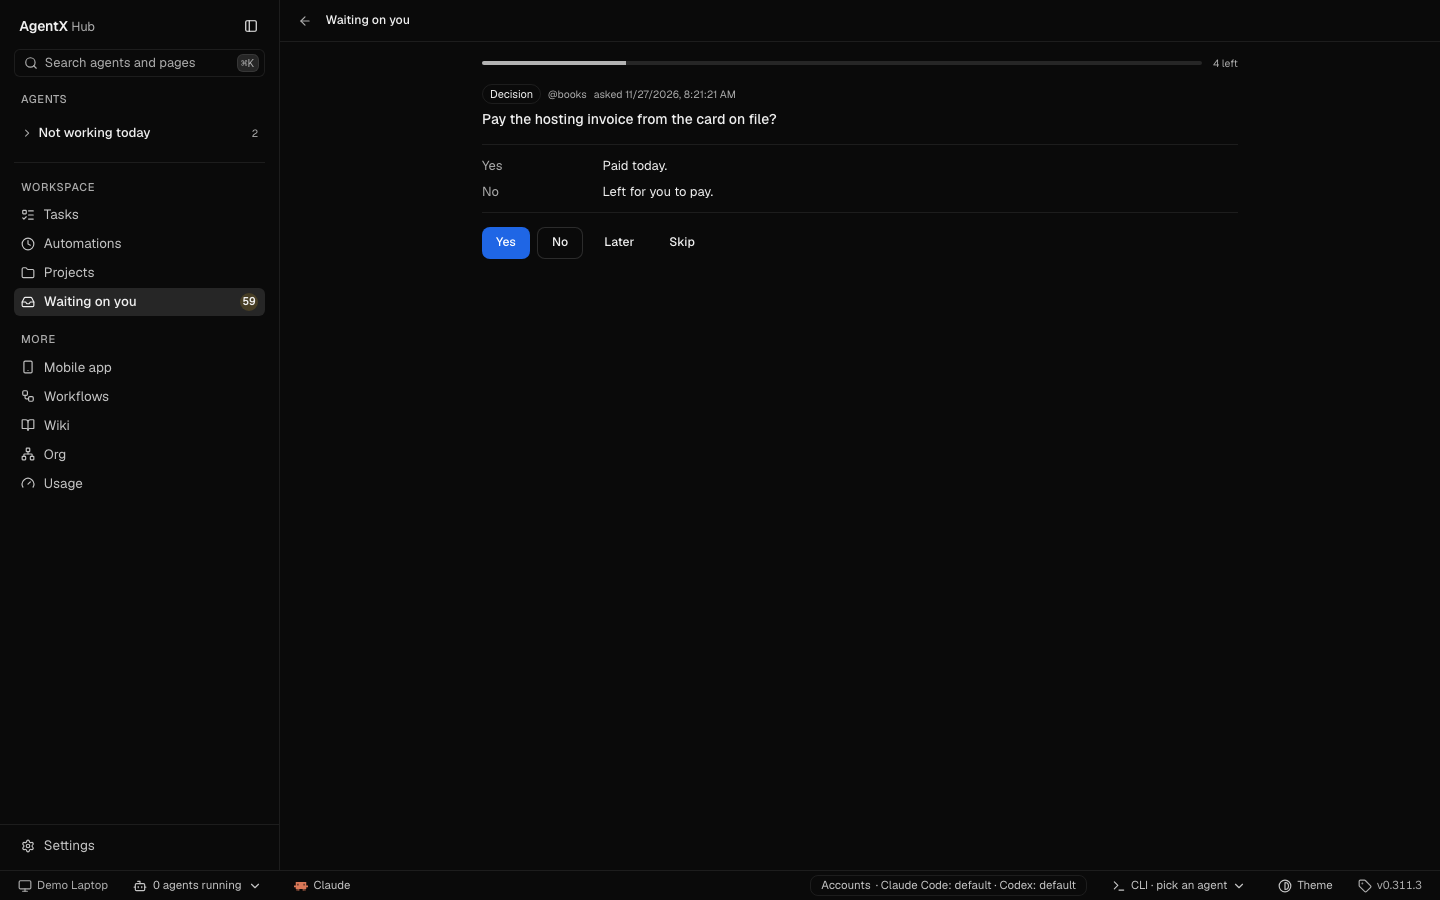 AgentX Hub
Search agents and pages
⌘K
AGENTS
Not working today
2
WORKSPACE
Tasks
Automations
Projects
Waiting on you
59
MORE
Mobile app
Workflows
Wiki
Org
Usage
Settings
Waiting on you
4 left
Decision @books asked 11/27/2026, 8:21:21 AM
Pay the hosting invoice from the card on file?
Yes Paid today.
No Left for you to pay.
Yes No Later Skip
Demo Laptop 0 agents running Claude Accounts · Claude Code: default · Codex: default CLI · pick an agent Theme v0.311.3